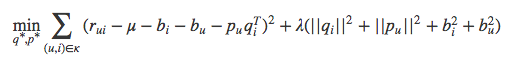 min q*,p* ∑ (u,i)∈κ (r_ui − μ − b_i − b_u − p_u q_i^T)^2 + λ(||q_i||^2 + ||p_u||^2 + b_i^2 + b_u^2)